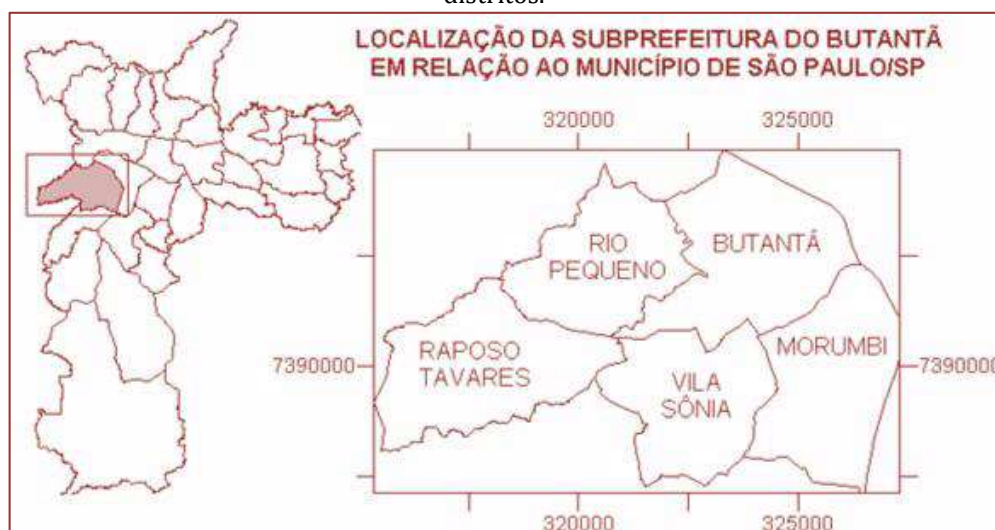 distritos.
LOCALIZAÇÃO DA SUBPREFEITURA DO BUTANTÃ
EM RELAÇÃO AO MUNICÍPIO DE SÃO PAULO/SP
320000 325000
RIO
PEQUENO
BUTANTÃ
RAPOSO
TAVARES
MORUMBI
VILA
SÔNIA
7390000
7390000
320000 325000